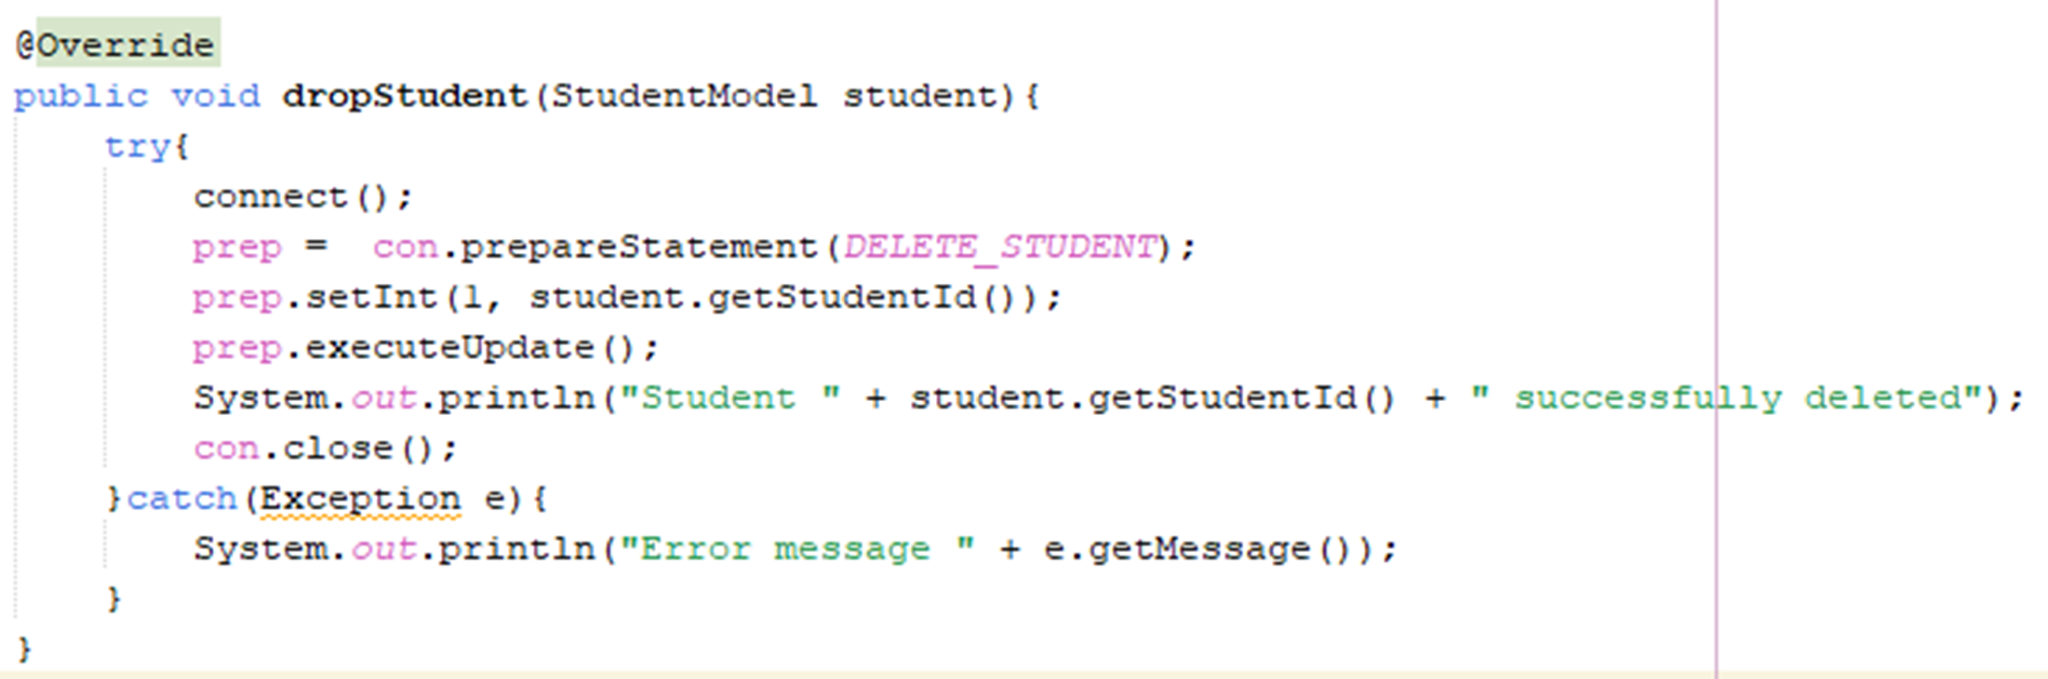 @Override
public void dropStudent(StudentModel student){
    try{
        connect();
        prep =  con.prepareStatement(DELETE_STUDENT);
        prep.setInt(1, student.getStudentId());
        prep.executeUpdate();
        System.out.println("Student " + student.getStudentId() + " successfully deleted");
        con.close();
    }catch(Exception e){
        System.out.println("Error message " + e.getMessage());
    }
}